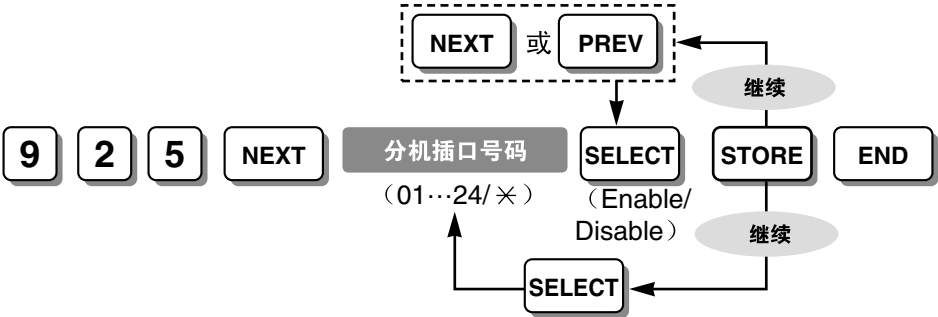 NEXT 或 PREV
继续
9 2 5 NEXT 分机插口号码 SELECT STORE END
(01…24/✳) (Enable/
Disable)
继续
SELECT